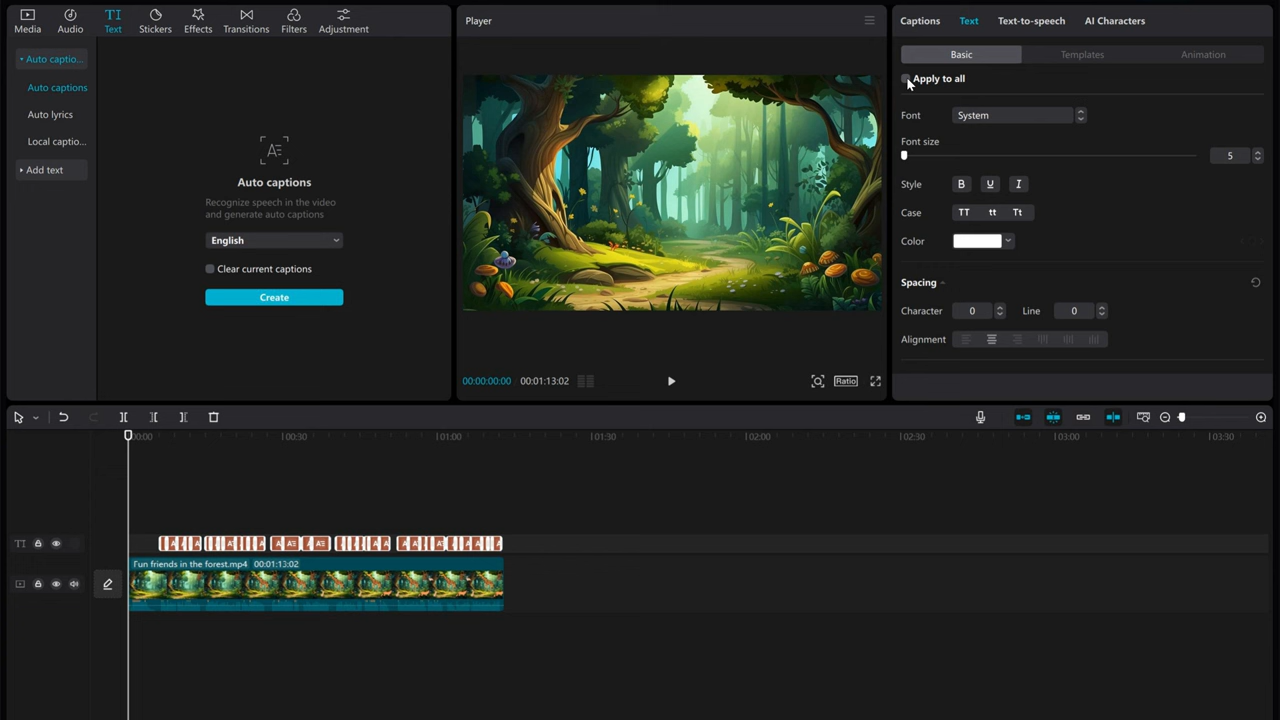 Media Audio TI Text Stickers Effects Transitions Filters Adjustment
Auto captio...
Auto captions
Auto lyrics
Local captio...
Add text
Auto captions
Recognize speech in the video
and generate auto captions
English
Clear current captions
Create
Player
00:00:00:00 00:01:13:02
Ratio
Captions Text Text-to-speech AI Characters
Basic Templates Animation
Apply to all
Font System
Font size
5
Style B U I
Case TT tt Tt
Color
Spacing
Character 0 Line 0
Alignment
00:00 00:30 01:00 01:30 02:00 02:30 03:00 03:30
TI
Fun friends in the forest.mp4 00:01:13:02